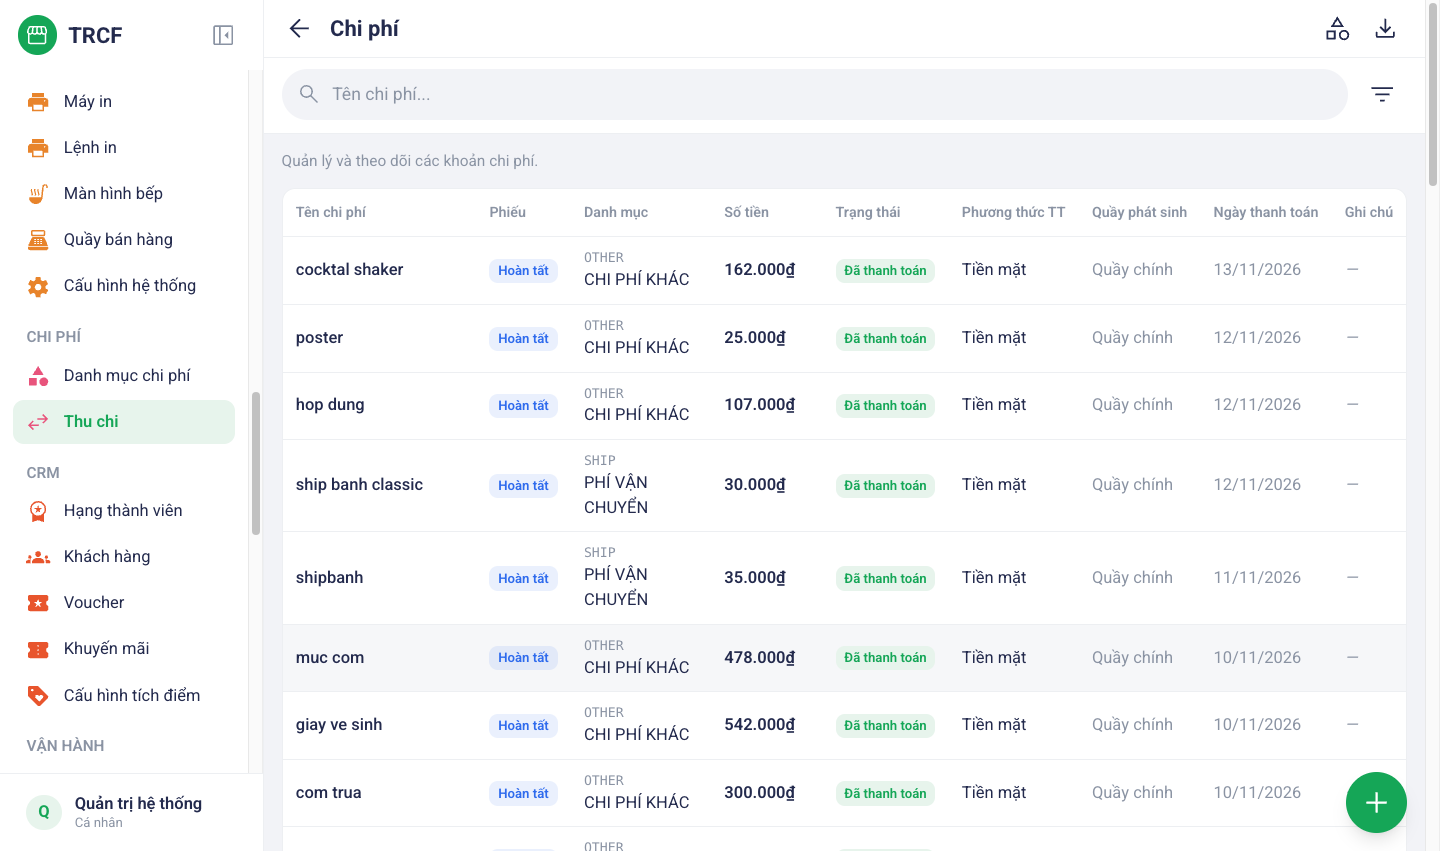 TRCF
Máy in
Lệnh in
Màn hình bếp
Quầy bán hàng
Cấu hình hệ thống
CHI PHÍ
Danh mục chi phí
Thu chi
CRM
Hạng thành viên
Khách hàng
Voucher
Khuyến mãi
Cấu hình tích điểm
VẬN HÀNH
Q
Quản trị hệ thống
Cá nhân
Chi phí
Tên chi phí...
Quản lý và theo dõi các khoản chi phí.
Tên chi phí Phiếu Danh mục Số tiền Trạng thái Phương thức TT Quầy phát sinh Ngày thanh toán Ghi chú
OTHER
cocktal shaker Hoàn tất CHI PHÍ KHÁC 162.000₫ Đã thanh toán Tiền mặt Quầy chính 13/11/2026 —
OTHER
poster Hoàn tất CHI PHÍ KHÁC 25.000₫ Đã thanh toán Tiền mặt Quầy chính 12/11/2026 —
OTHER
hop dung Hoàn tất CHI PHÍ KHÁC 107.000₫ Đã thanh toán Tiền mặt Quầy chính 12/11/2026 —
SHIP
ship banh classic Hoàn tất PHÍ VẬN 30.000₫ Đã thanh toán Tiền mặt Quầy chính 12/11/2026 —
CHUYỂN
SHIP
shipbanh Hoàn tất PHÍ VẬN 35.000₫ Đã thanh toán Tiền mặt Quầy chính 11/11/2026 —
CHUYỂN
OTHER
muc com Hoàn tất CHI PHÍ KHÁC 478.000₫ Đã thanh toán Tiền mặt Quầy chính 10/11/2026 —
OTHER
giay ve sinh Hoàn tất CHI PHÍ KHÁC 542.000₫ Đã thanh toán Tiền mặt Quầy chính 10/11/2026 —
OTHER
com trua Hoàn tất CHI PHÍ KHÁC 300.000₫ Đã thanh toán Tiền mặt Quầy chính 10/11/2026
OTHER